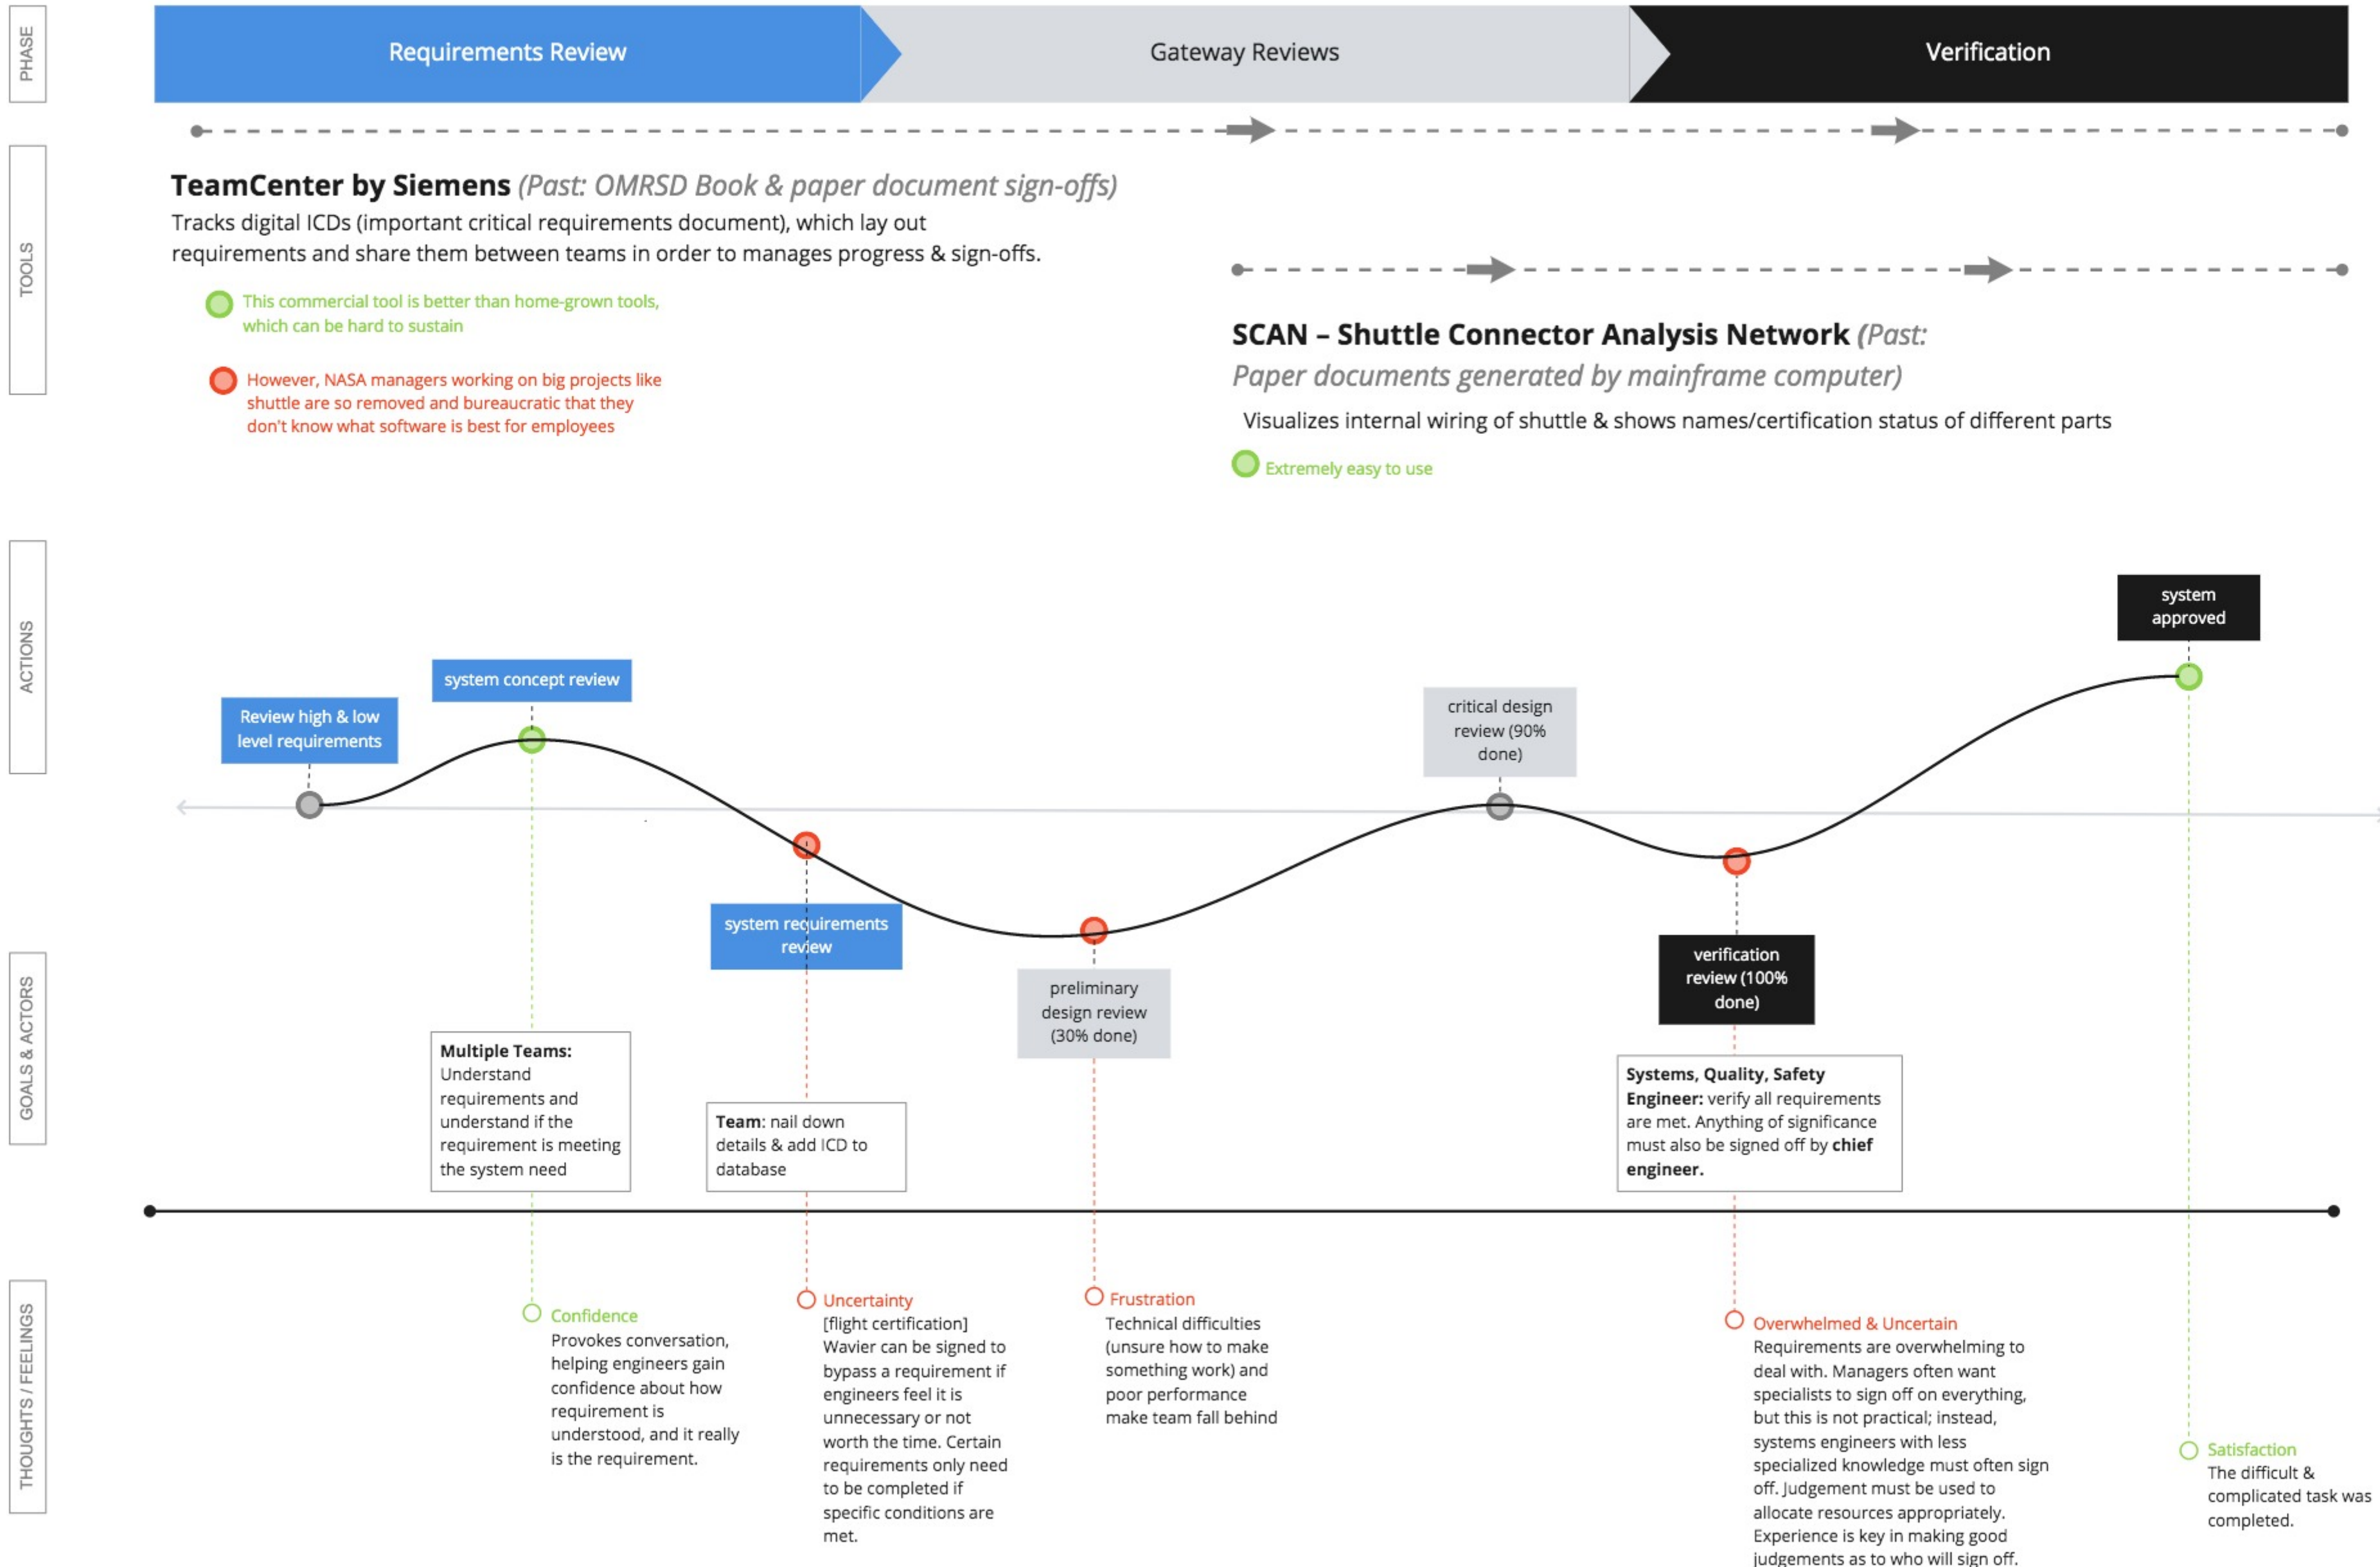 PHASE
Requirements Review
Gateway Reviews
Verification
TOOLS
TeamCenter by Siemens (Past: OMRSD Book & paper document sign-offs)
Tracks digital ICDs (important critical requirements document), which lay out
requirements and share them between teams in order to manages progress & sign-offs.
This commercial tool is better than home-grown tools,
which can be hard to sustain
However, NASA managers working on big projects like
shuttle are so removed and bureaucratic that they
don't know what software is best for employees
SCAN – Shuttle Connector Analysis Network (Past:
Paper documents generated by mainframe computer)
Visualizes internal wiring of shuttle & shows names/certification status of different parts
Extremely easy to use
ACTIONS
Review high & low
level requirements
system concept review
system requirements
review
preliminary
design review
(30% done)
critical design
review (90%
done)
verification
review (100%
done)
system
approved
GOALS & ACTORS
Multiple Teams:
Understand
requirements and
understand if the
requirement is meeting
the system need
Team: nail down
details & add ICD to
database
Systems, Quality, Safety
Engineer: verify all requirements
are met. Anything of significance
must also be signed off by chief
engineer.
THOUGHTS / FEELINGS
Confidence
Provokes conversation,
helping engineers gain
confidence about how
requirement is
understood, and it really
is the requirement.
Uncertainty
[flight certification]
Wavier can be signed to
bypass a requirement if
engineers feel it is
unnecessary or not
worth the time. Certain
requirements only need
to be completed if
specific conditions are
met.
Frustration
Technical difficulties
(unsure how to make
something work) and
poor performance
make team fall behind
Overwhelmed & Uncertain
Requirements are overwhelming to
deal with. Managers often want
specialists to sign off on everything,
but this is not practical; instead,
systems engineers with less
specialized knowledge must often sign
off. Judgement must be used to
allocate resources appropriately.
Experience is key in making good
judgements as to who will sign off.
Satisfaction
The difficult &
complicated task was
completed.